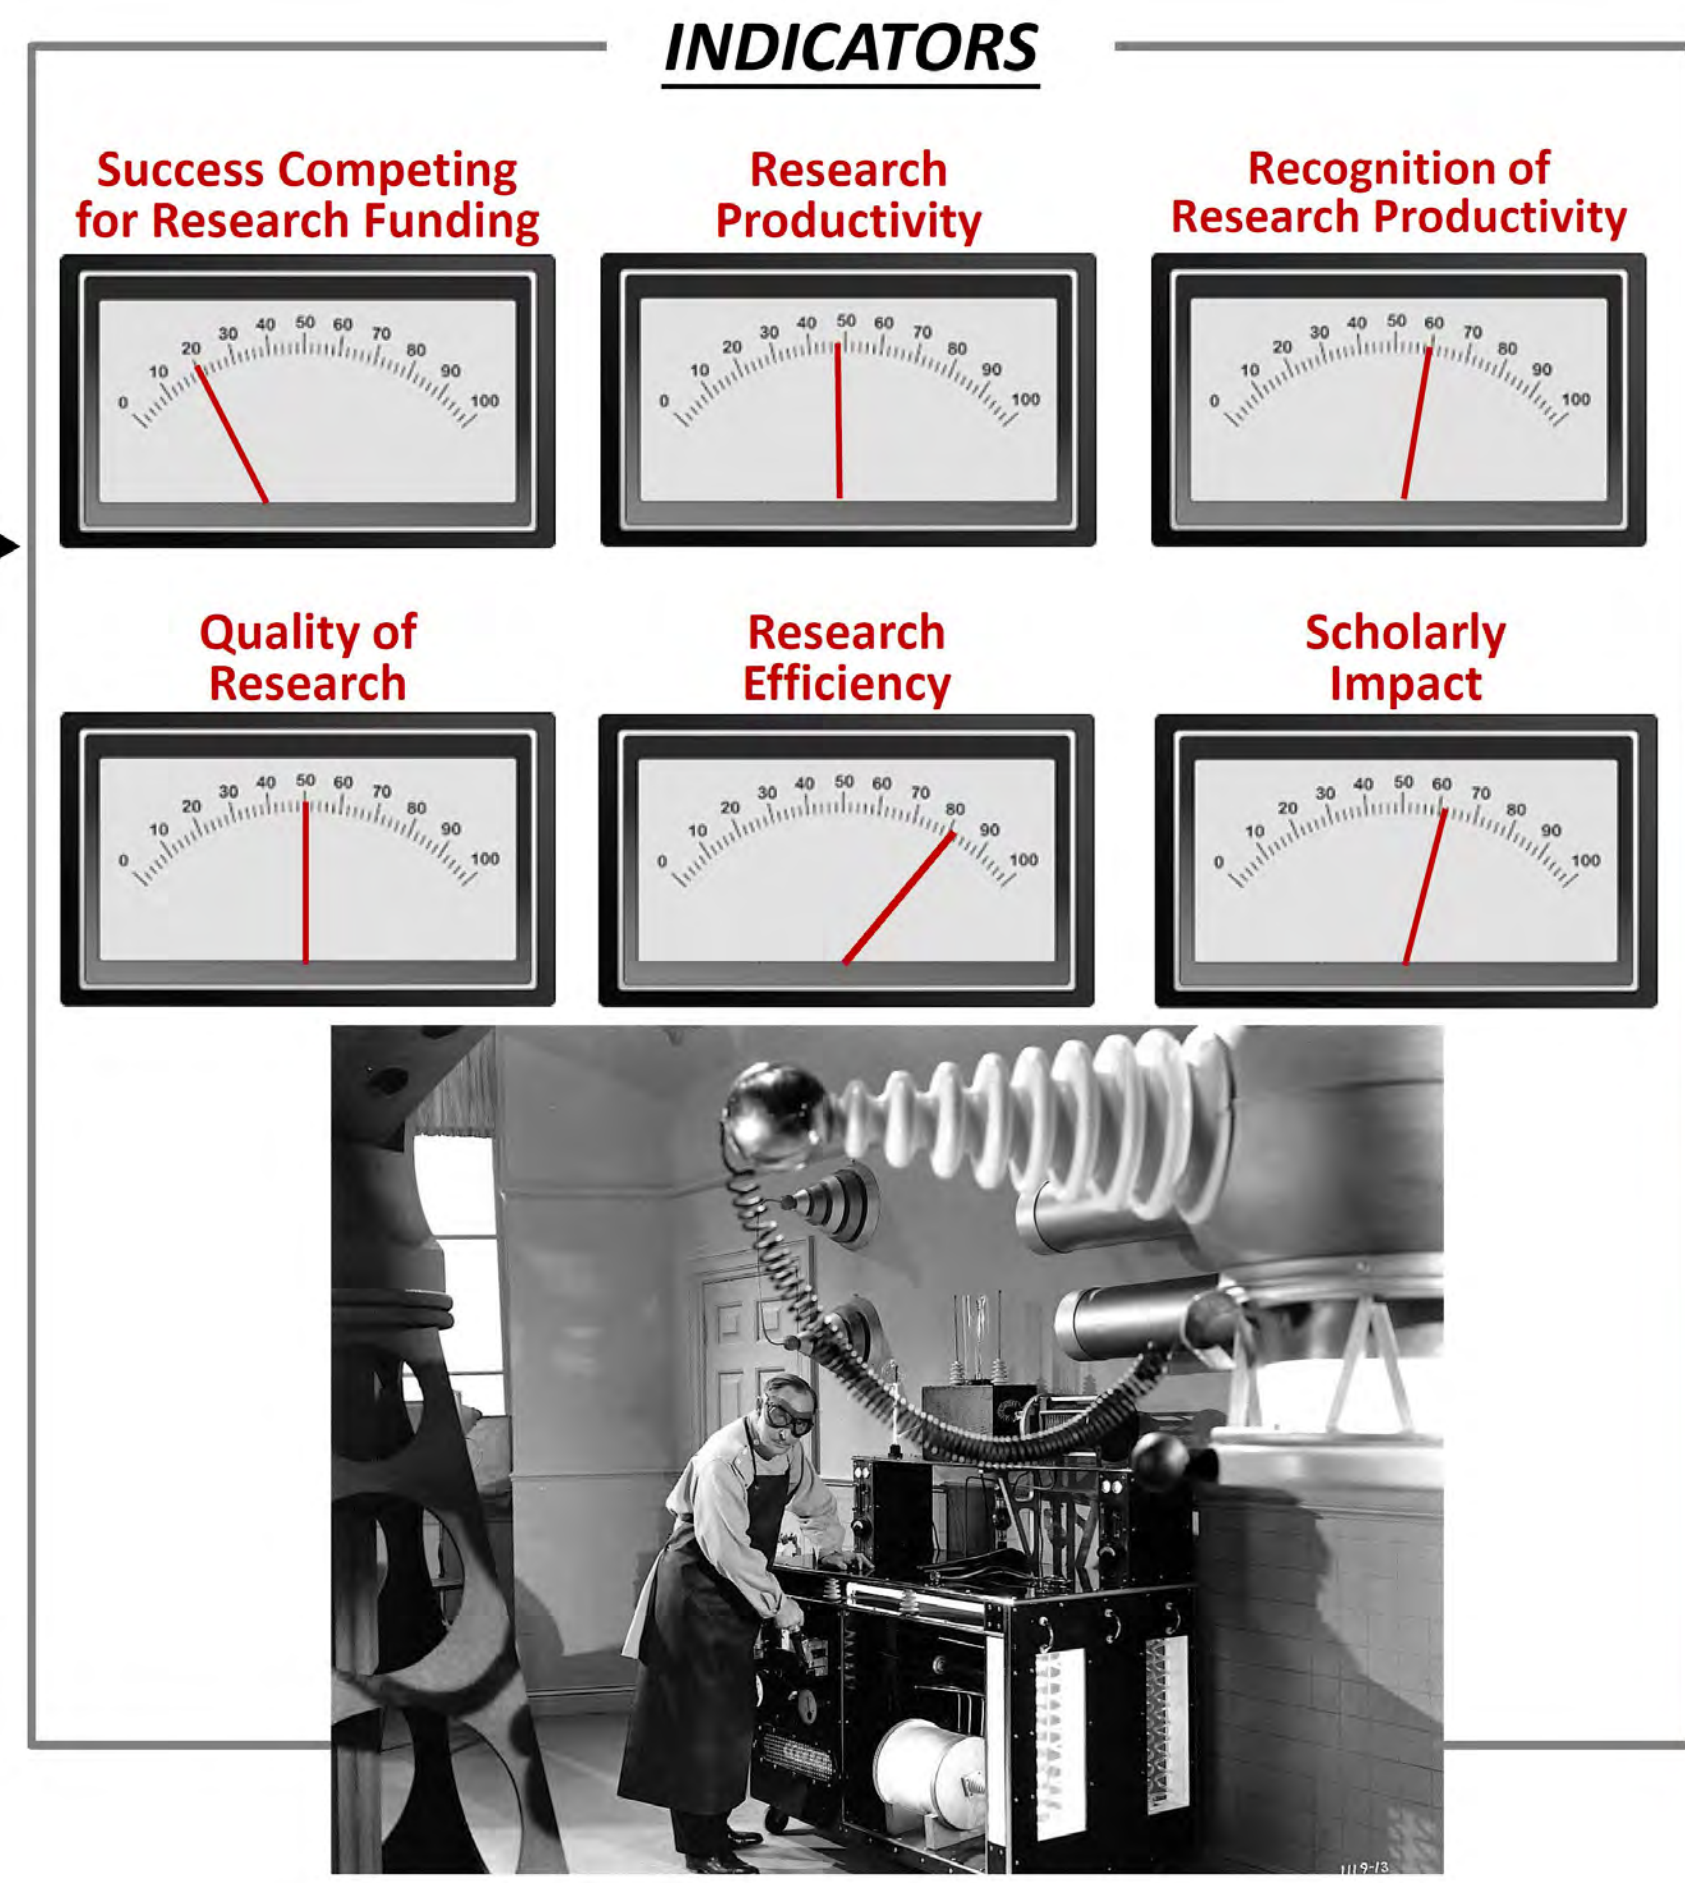 INDICATORS
Success Competing
for Research Funding
Research
Productivity
Recognition of
Research Productivity
0 10 20 30 40 50 60 70 80 90 100
0 10 20 30 40 50 60 70 80 90 100
0 10 20 30 40 50 60 70 80 90 100
Quality of
Research
Research
Efficiency
Scholarly
Impact
0 10 20 30 40 50 60 70 80 90 100
0 10 20 30 40 50 60 70 80 90 100
0 10 20 30 40 50 60 70 80 90 100
1119-13